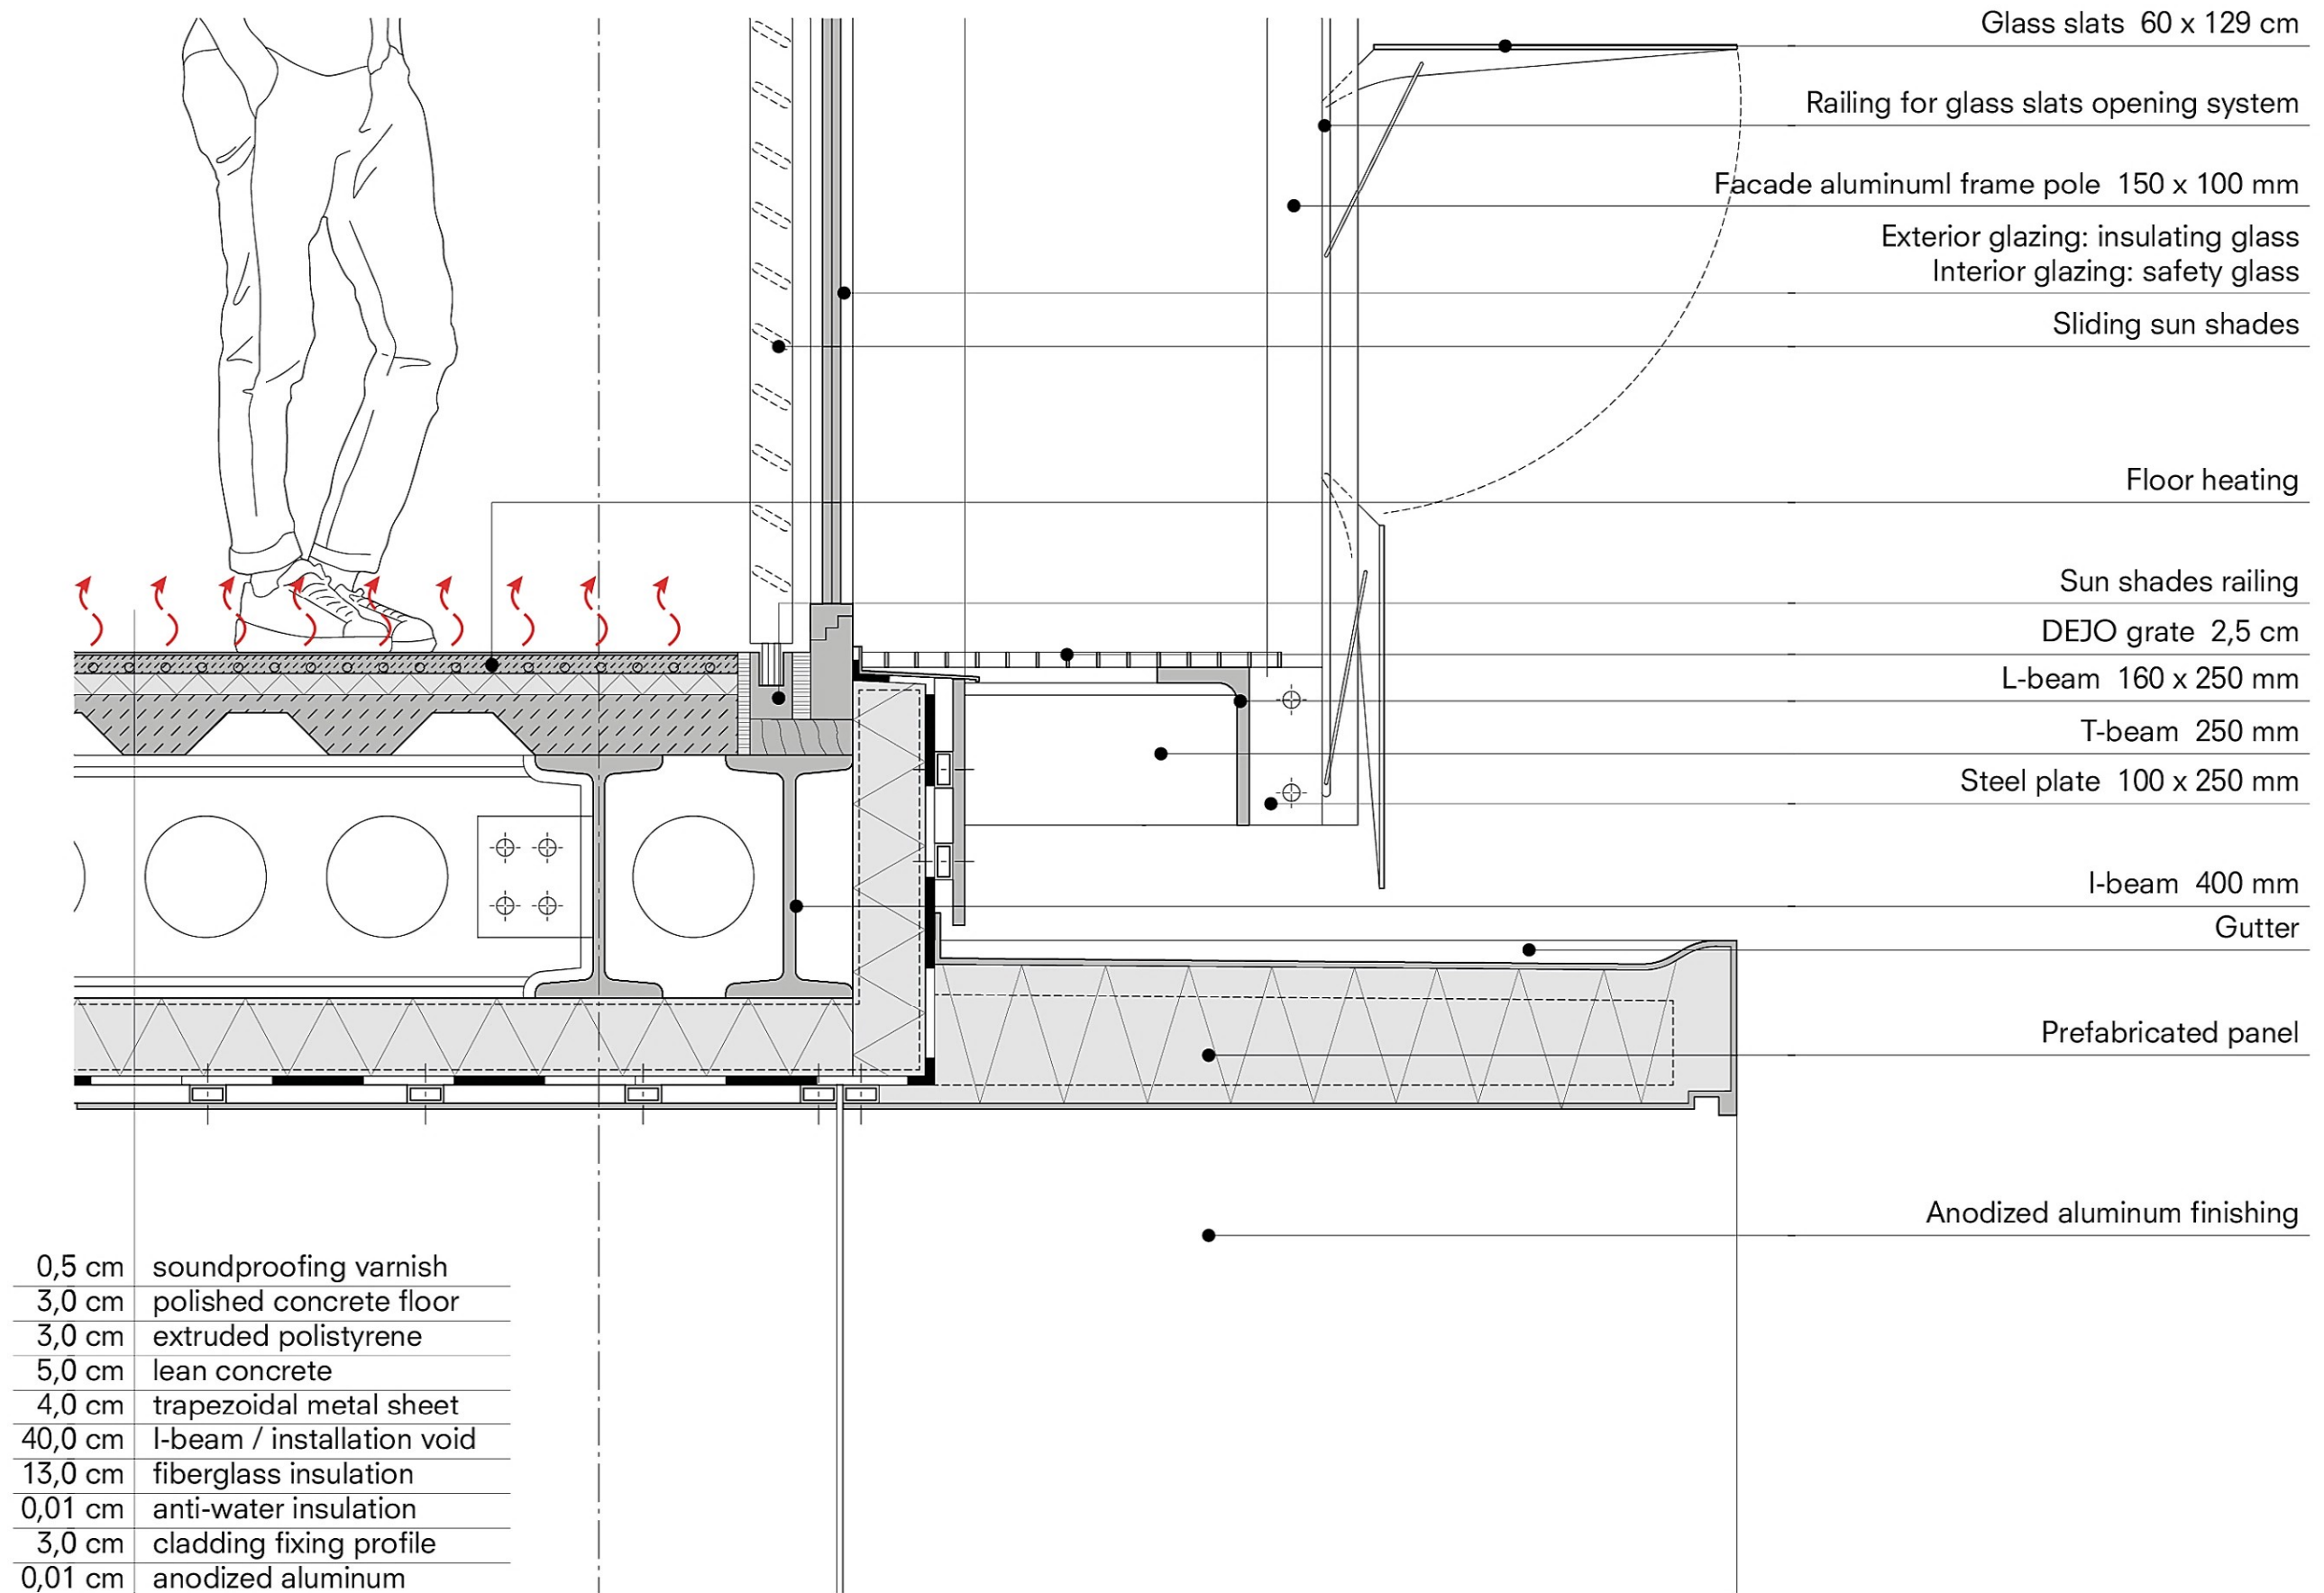 Glass slats 60 x 129 cm
Railing for glass slats opening system
Facade aluminuml frame pole 150 x 100 mm
Exterior glazing: insulating glass
Interior glazing: safety glass
Sliding sun shades
Floor heating
Sun shades railing
DEJO grate 2,5 cm
L-beam 160 x 250 mm
T-beam 250 mm
Steel plate 100 x 250 mm
I-beam 400 mm
Gutter
Prefabricated panel
Anodized aluminum finishing
0,5 cm soundproofing varnish
3,0 cm polished concrete floor
3,0 cm extruded polistyrene
5,0 cm lean concrete
4,0 cm trapezoidal metal sheet
40,0 cm I-beam / installation void
13,0 cm fiberglass insulation
0,01 cm anti-water insulation
3,0 cm cladding fixing profile
0,01 cm anodized aluminum